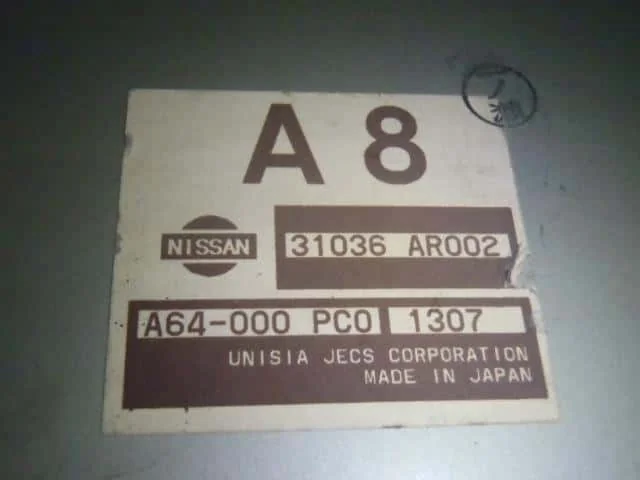 A 8
NISSAN
31036 AR002
A64-000 PC0 1307
UNISIA JECS CORPORATION
MADE IN JAPAN